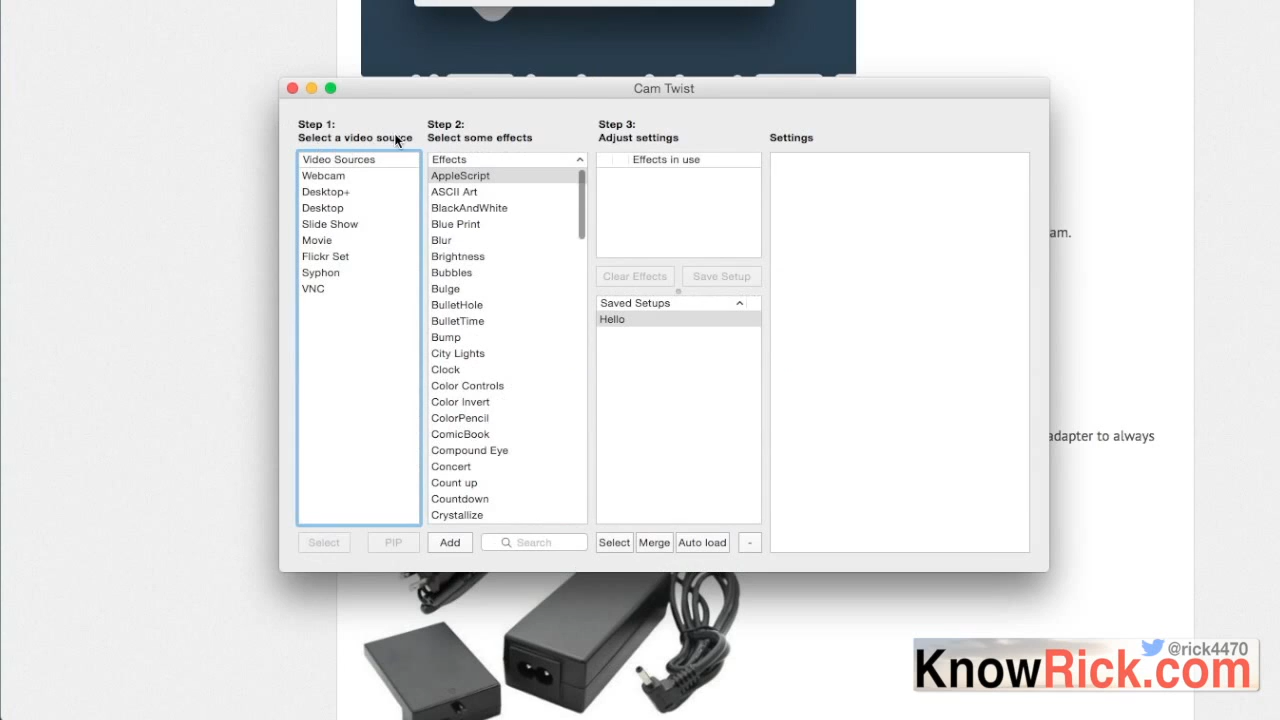 Cam Twist
Step 1:
Select a video source
Step 2:
Select some effects
Step 3:
Adjust settings
Settings
Video Sources
Webcam
Desktop+
Desktop
Slide Show
Movie
Flickr Set
Syphon
VNC
Select
PIP
Effects
AppleScript
ASCII Art
BlackAndWhite
Blue Print
Blur
Brightness
Bubbles
Bulge
BulletHole
BulletTime
Bump
City Lights
Clock
Color Controls
Color Invert
ColorPencil
ComicBook
Compound Eye
Concert
Count up
Countdown
Crystallize
Add
Search
Effects in use
Clear Effects
Save Setup
Saved Setups
Hello
Select
Merge
Auto load
-
am.
adapter to always
@rick4470
KnowRick.com